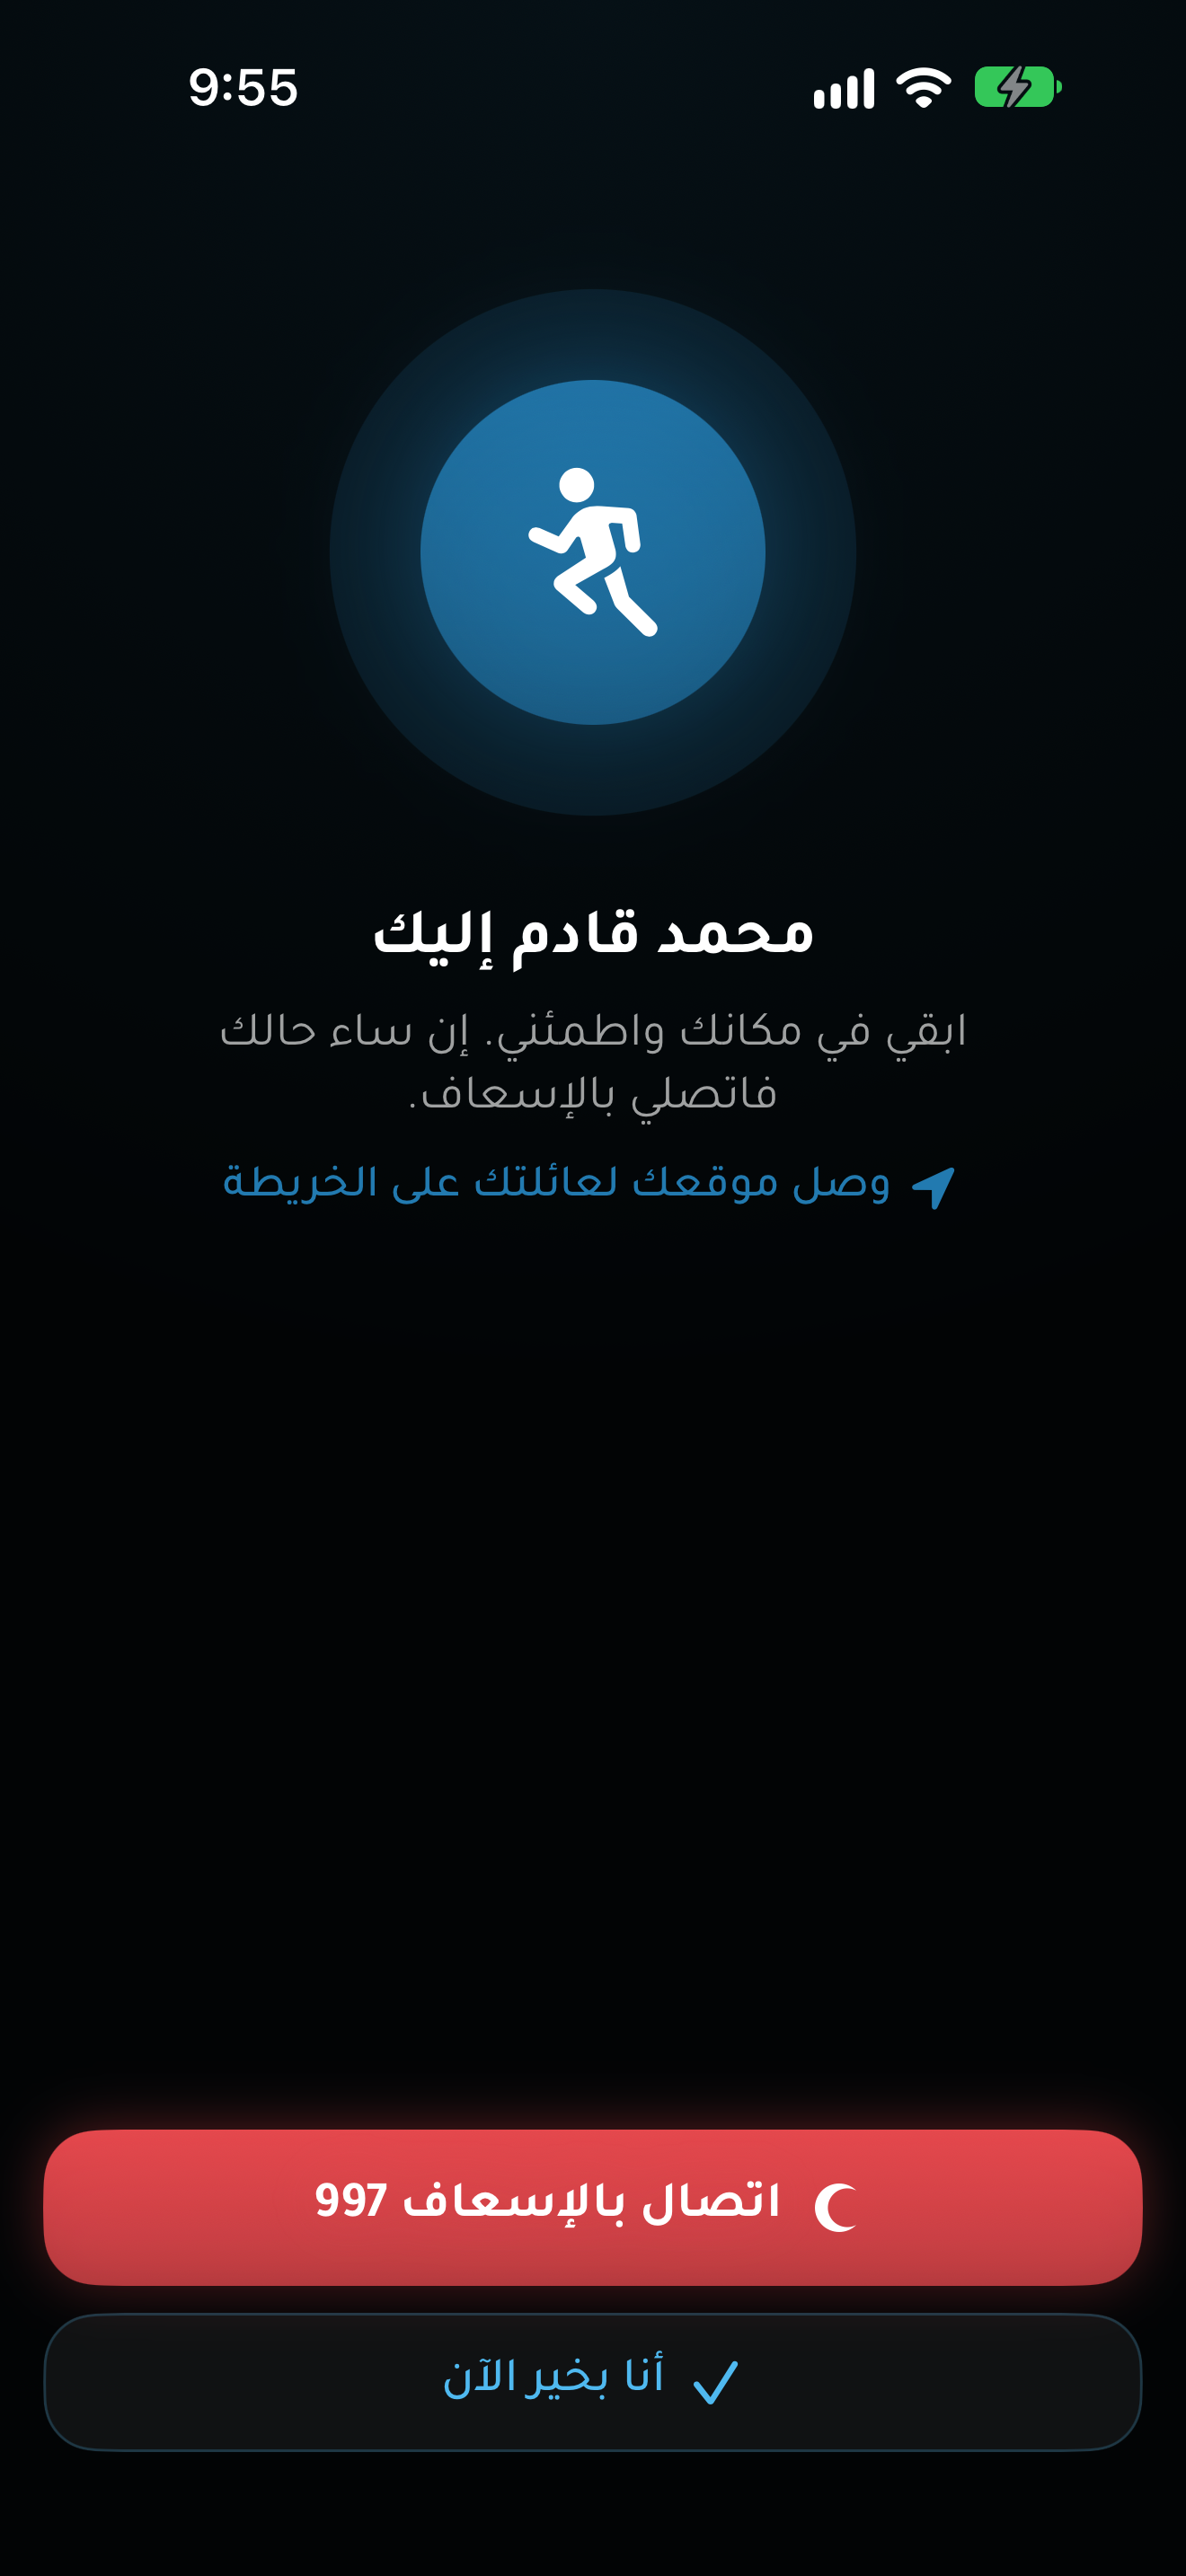 9:55
محمد قادم إليك
ابقي في مكانك واطمئني. إن ساء حالك
فاتصلي بالإسعاف.
وصل موقعك لعائلتك على الخريطة
اتصال بالإسعاف 997
أنا بخير الآن